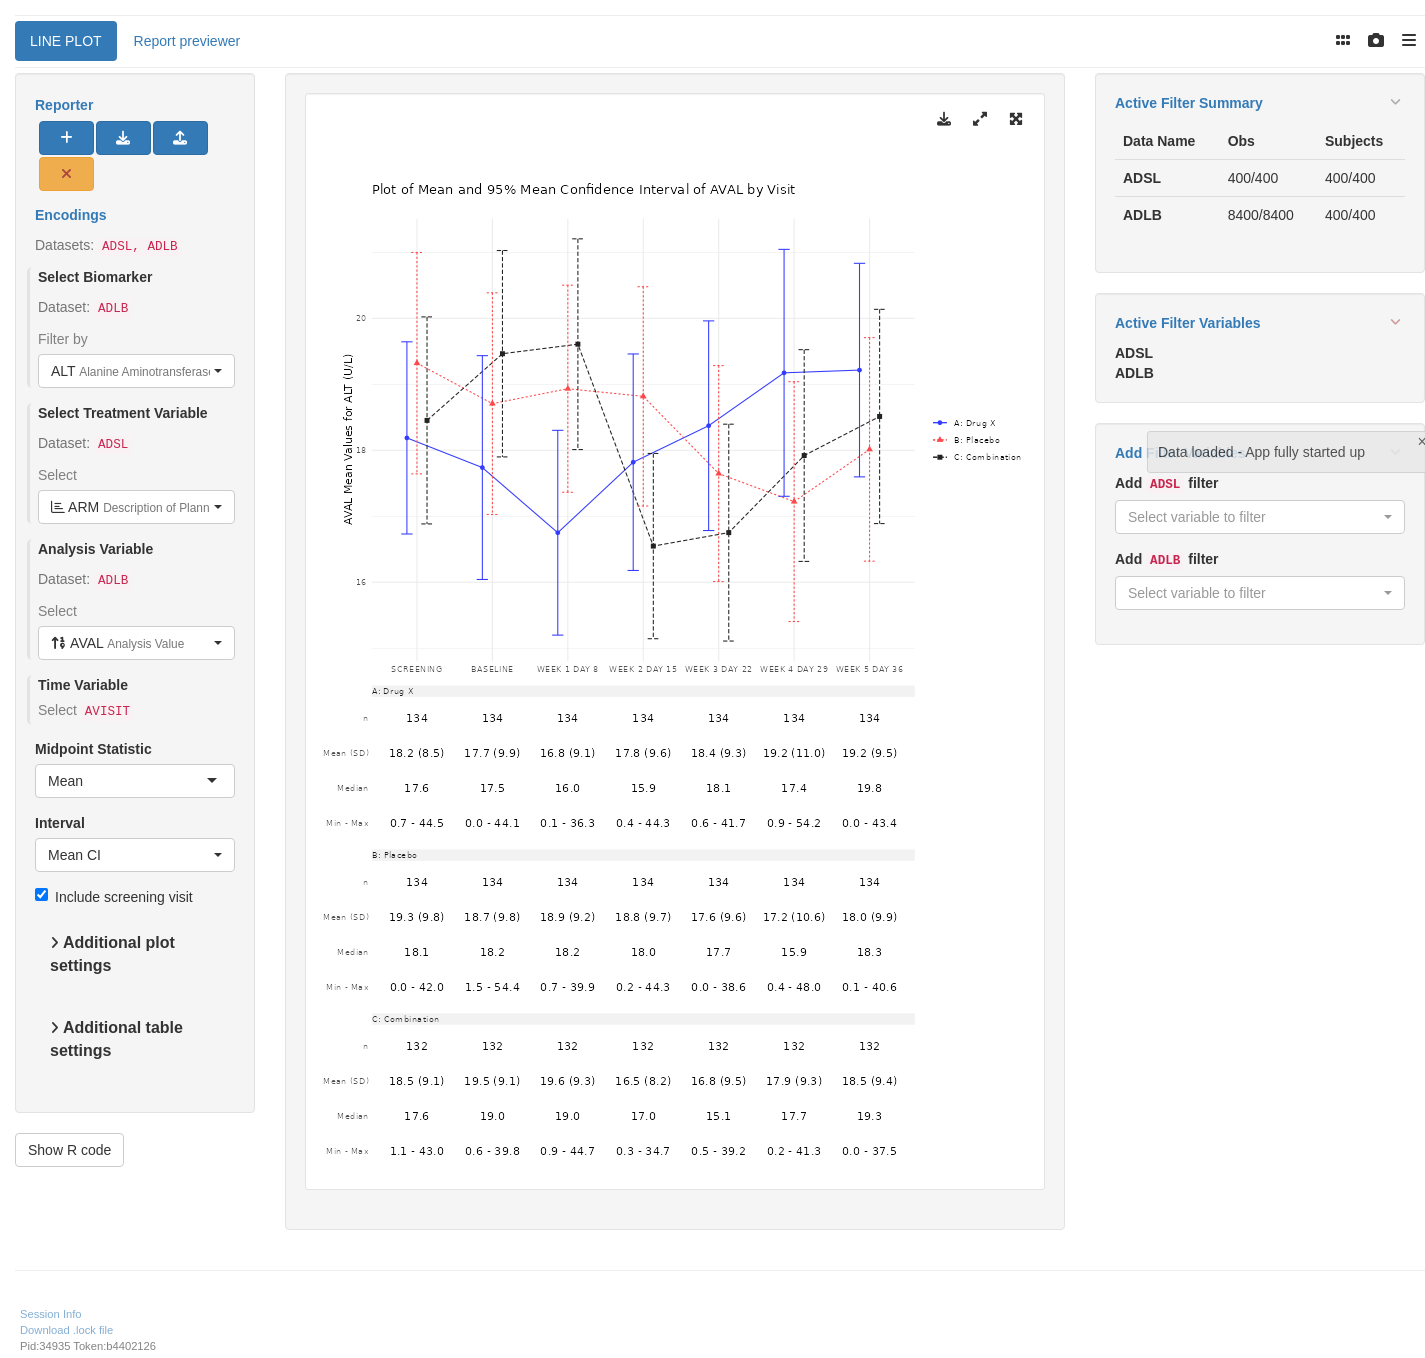 LINE PLOT
Report previewer
Reporter
Encodings
Datasets: ADSL, ADLB
Select Biomarker
Dataset: ADLB
Filter by
ALT Alanine Aminotransferase
Select Treatment Variable
Dataset: ADSL
Select
ARM Description of Plann
Analysis Variable
Dataset: ADLB
Select
AVAL Analysis Value
Time Variable
Select AVISIT
Midpoint Statistic
Mean
Interval
Mean CI
Include screening visit
Additional plot
settings
Additional table
settings
Show R code
Plot of Mean and 95% Mean Confidence Interval of AVAL by Visit
AVAL Mean Values for ALT (U/L)
20
18
16
SCREENING BASELINE WEEK 1 DAY 8 WEEK 2 DAY 15 WEEK 3 DAY 22 WEEK 4 DAY 29 WEEK 5 DAY 36
A: Drug X
B: Placebo
C: Combination
A: Drug X
n 134 134 134 134 134 134 134
Mean (SD) 18.2 (8.5) 17.7 (9.9) 16.8 (9.1) 17.8 (9.6) 18.4 (9.3) 19.2 (11.0) 19.2 (9.5)
Median 17.6 17.5 16.0 15.9 18.1 17.4 19.8
Min - Max 0.7 - 44.5 0.0 - 44.1 0.1 - 36.3 0.4 - 44.3 0.6 - 41.7 0.9 - 54.2 0.0 - 43.4
B: Placebo
n 134 134 134 134 134 134 134
Mean (SD) 19.3 (9.8) 18.7 (9.8) 18.9 (9.2) 18.8 (9.7) 17.6 (9.6) 17.2 (10.6) 18.0 (9.9)
Median 18.1 18.2 18.2 18.0 17.7 15.9 18.3
Min - Max 0.0 - 42.0 1.5 - 54.4 0.7 - 39.9 0.2 - 44.3 0.0 - 38.6 0.4 - 48.0 0.1 - 40.6
C: Combination
n 132 132 132 132 132 132 132
Mean (SD) 18.5 (9.1) 19.5 (9.1) 19.6 (9.3) 16.5 (8.2) 16.8 (9.5) 17.9 (9.3) 18.5 (9.4)
Median 17.6 19.0 19.0 17.0 15.1 17.7 19.3
Min - Max 1.1 - 43.0 0.6 - 39.8 0.9 - 44.7 0.3 - 34.7 0.5 - 39.2 0.2 - 41.3 0.0 - 37.5
Active Filter Summary
Data Name Obs Subjects
ADSL 400/400 400/400
ADLB 8400/8400 400/400
Active Filter Variables
ADSL
ADLB
Add
Data loaded - App fully started up ×
Add ADSL filter
Select variable to filter
Add ADLB filter
Select variable to filter
Session Info
Download .lock file
Pid:34935 Token:b4402126